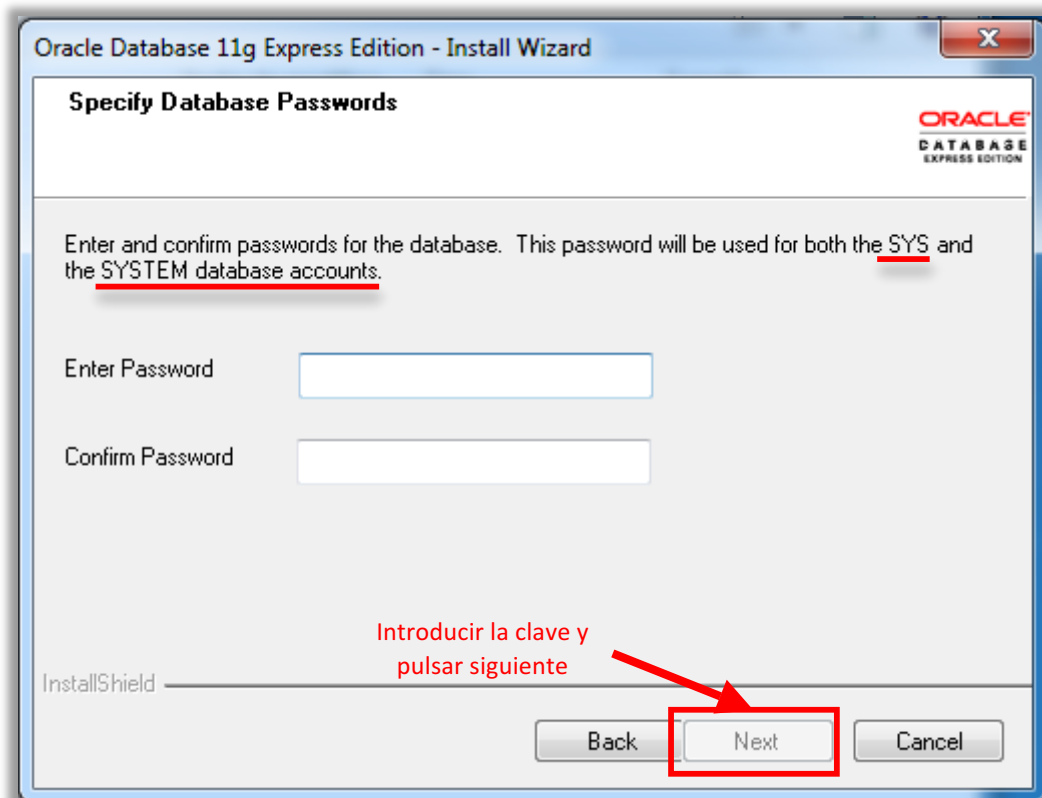 Oracle Database 11g Express Edition - Install Wizard
Specify Database Passwords
ORACLE
DATABASE
EXPRESS EDITION
Enter and confirm passwords for the database. This password will be used for both the SYS and
the SYSTEM database accounts.
Enter Password
Confirm Password
Introducir la clave y
pulsar siguiente
InstallShield
Back
Next
Cancel